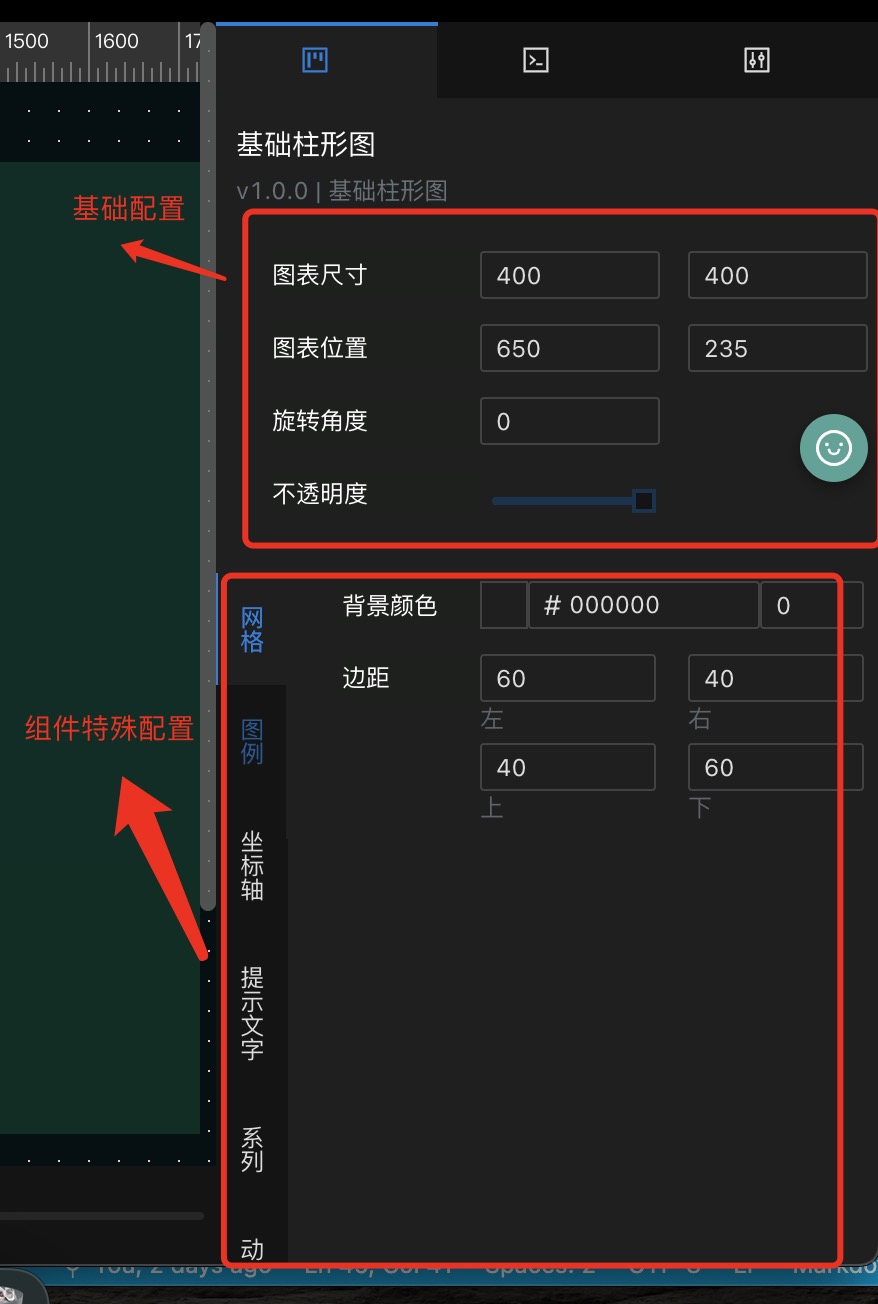 1500
1600
17
基础柱形图
v1.0.0 | 基础柱形图
基础配置
图表尺寸 400 400
图表位置 650 235
旋转角度 0
不透明度
网格
背景颜色 # 000000 0
边距 60 40
左 右
图例
组件特殊配置
40 60
上 下
坐标轴
提示文字
系列
动